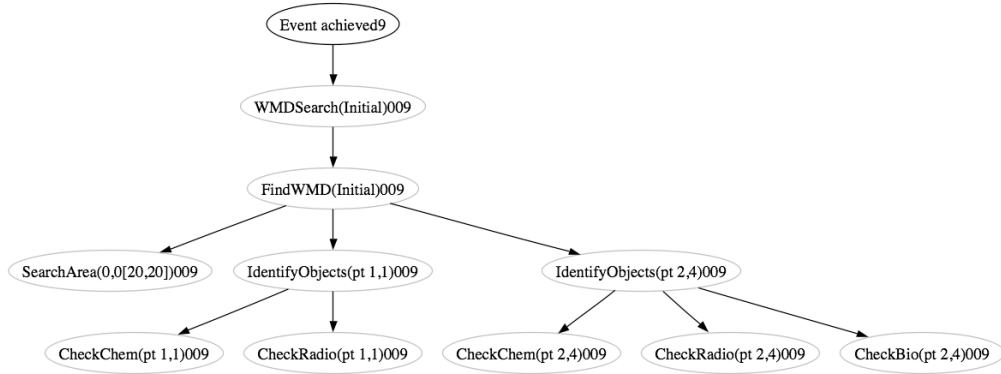 Event achieved9
WMDSearch(Initial)009
FindWMD(Initial)009
SearchArea(0,0[20,20])009
IdentifyObjects(pt 1,1)009
IdentifyObjects(pt 2,4)009
CheckChem(pt 1,1)009
CheckRadio(pt 1,1)009
CheckChem(pt 2,4)009
CheckRadio(pt 2,4)009
CheckBio(pt 2,4)009